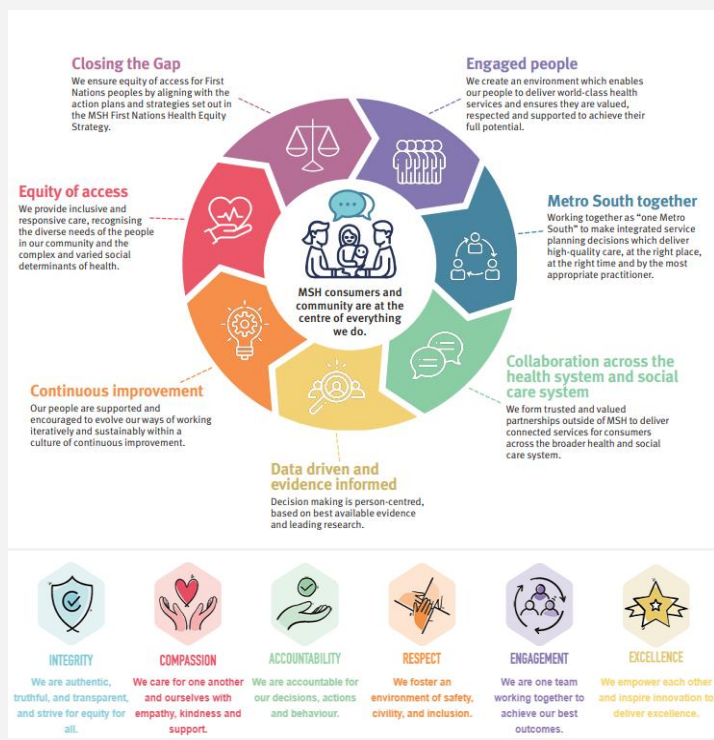 Closing the Gap
We ensure equity of access for First
Nations peoples by aligning with the
action plans and strategies set out in
the MSH First Nations Health Equity
Strategy.
Engaged people
We create an environment which enables
our people to deliver world-class health
services and ensures they are valued,
respected and supported to achieve their
full potential.
Equity of access
We provide inclusive and
responsive care, recognising
the diverse needs of the people
in our community and the
complex and varied social
determinants of health.
Metro South together
Working together as “one Metro
South” to make integrated service
planning decisions which deliver
high-quality care, at the right place,
at the right time and by the most
appropriate practitioner.
MSH consumers and
community are at the
centre of everything
we do.
Continuous improvement
Our people are supported and
encouraged to evolve our ways of working
iteratively and sustainably within a
culture of continuous improvement.
Collaboration across the
health system and social
care system
We form trusted and valued
partnerships outside of MSH to deliver
connected services for consumers
across the broader health and social
care system.
Data driven and
evidence informed
Decision making is person-centred,
based on best available evidence
and leading research.
INTEGRITY
We are authentic,
truthful, and transparent,
and strive for equity for
all.
COMPASSION
We care for one another
and ourselves with
empathy, kindness and
support.
ACCOUNTABILITY
We are accountable for
our decisions, actions
and behaviour.
RESPECT
We foster an
environment of safety,
civility, and inclusion.
ENGAGEMENT
We are one team
working together to
achieve our best
outcomes.
EXCELLENCE
We empower each other
and inspire innovation to
deliver excellence.